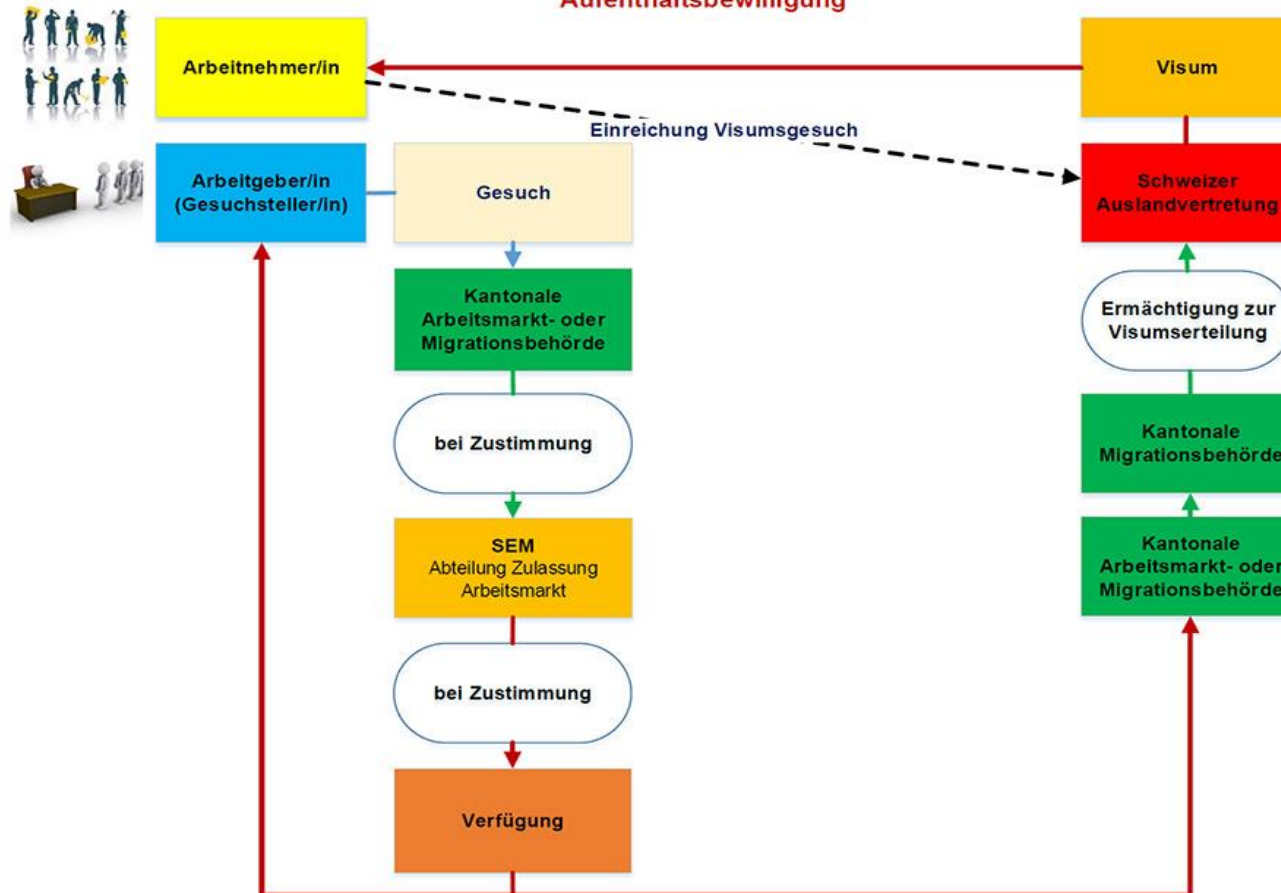 Aufenthaltsbewilligung
Arbeitnehmer/in
Visum
Einreichung Visumsgesuch
Arbeitgeber/in
(Gesuchsteller/in)
Gesuch
Schweizer
Auslandvertretung
Kantonale
Arbeitsmarkt- oder
Migrationsbehörde
Ermächtigung zur
Visumserteilung
bei Zustimmung
Kantonale
Migrationsbehörde
SEM
Abteilung Zulassung
Arbeitsmarkt
Kantonale
Arbeitsmarkt- oder
Migrationsbehörde
bei Zustimmung
Verfügung